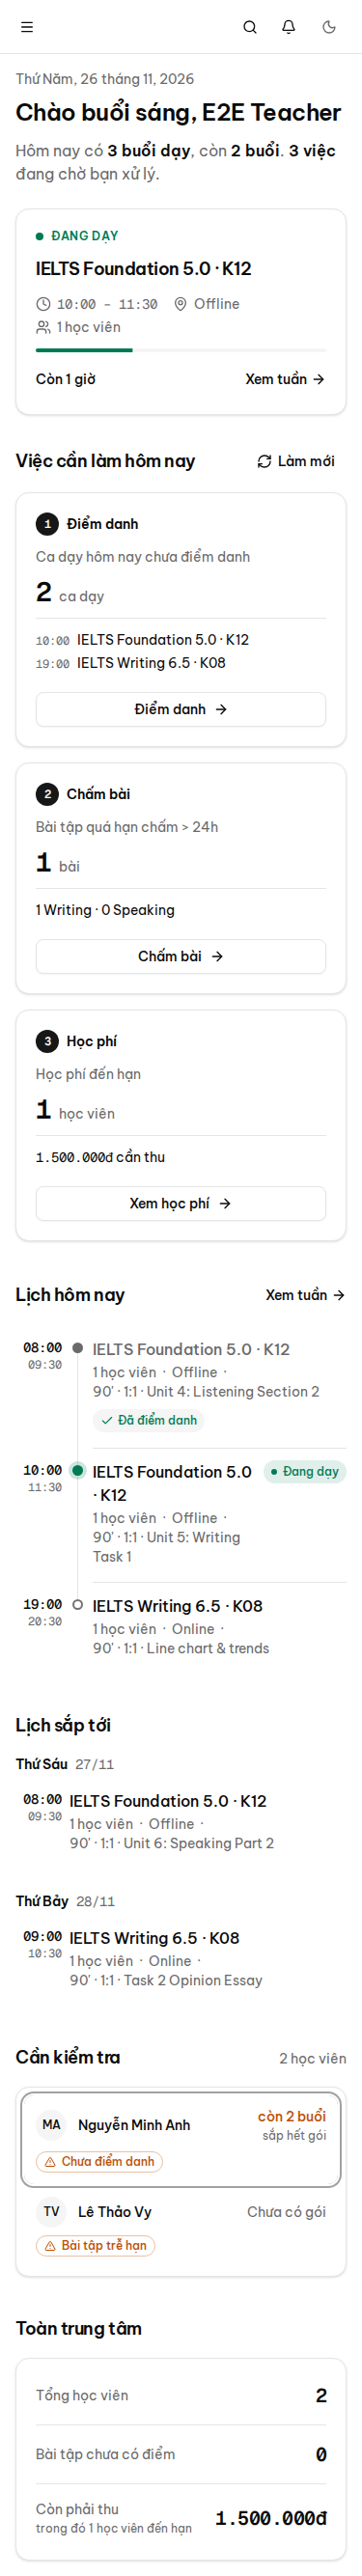 Thứ Năm, 26 tháng 11, 2026
Chào buổi sáng, E2E Teacher
Hôm nay có 3 buổi dạy, còn 2 buổi. 3 việc
đang chờ bạn xử lý.
ĐANG DẠY
IELTS Foundation 5.0 · K12
10:00 – 11:30 Offline
1 học viên
Còn 1 giờ Xem tuần →
Việc cần làm hôm nay Làm mới
1 Điểm danh
Ca dạy hôm nay chưa điểm danh
2 ca dạy
10:00 IELTS Foundation 5.0 · K12
19:00 IELTS Writing 6.5 · K08
Điểm danh →
2 Chấm bài
Bài tập quá hạn chấm > 24h
1 bài
1 Writing · 0 Speaking
Chấm bài →
3 Học phí
Học phí đến hạn
1 học viên
1.500.000đ cần thu
Xem học phí →
Lịch hôm nay Xem tuần →
08:00 IELTS Foundation 5.0 · K12
09:30 1 học viên · Offline ·
90' · 1:1 · Unit 4: Listening Section 2
Đã điểm danh
10:00 IELTS Foundation 5.0 Đang dạy
11:30 · K12
1 học viên · Offline ·
90' · 1:1 · Unit 5: Writing
Task 1
19:00 IELTS Writing 6.5 · K08
20:30 1 học viên · Online ·
90' · 1:1 · Line chart & trends
Lịch sắp tới
Thứ Sáu 27/11
08:00 IELTS Foundation 5.0 · K12
09:30 1 học viên · Offline ·
90' · 1:1 · Unit 6: Speaking Part 2
Thứ Bảy 28/11
09:00 IELTS Writing 6.5 · K08
10:30 1 học viên · Online ·
90' · 1:1 · Task 2 Opinion Essay
Cần kiểm tra 2 học viên
MA Nguyễn Minh Anh còn 2 buổi
sắp hết gói
Chưa điểm danh
TV Lê Thảo Vy Chưa có gói
Bài tập trễ hạn
Toàn trung tâm
Tổng học viên 2
Bài tập chưa có điểm 0
Còn phải thu 1.500.000đ
trong đó 1 học viên đến hạn